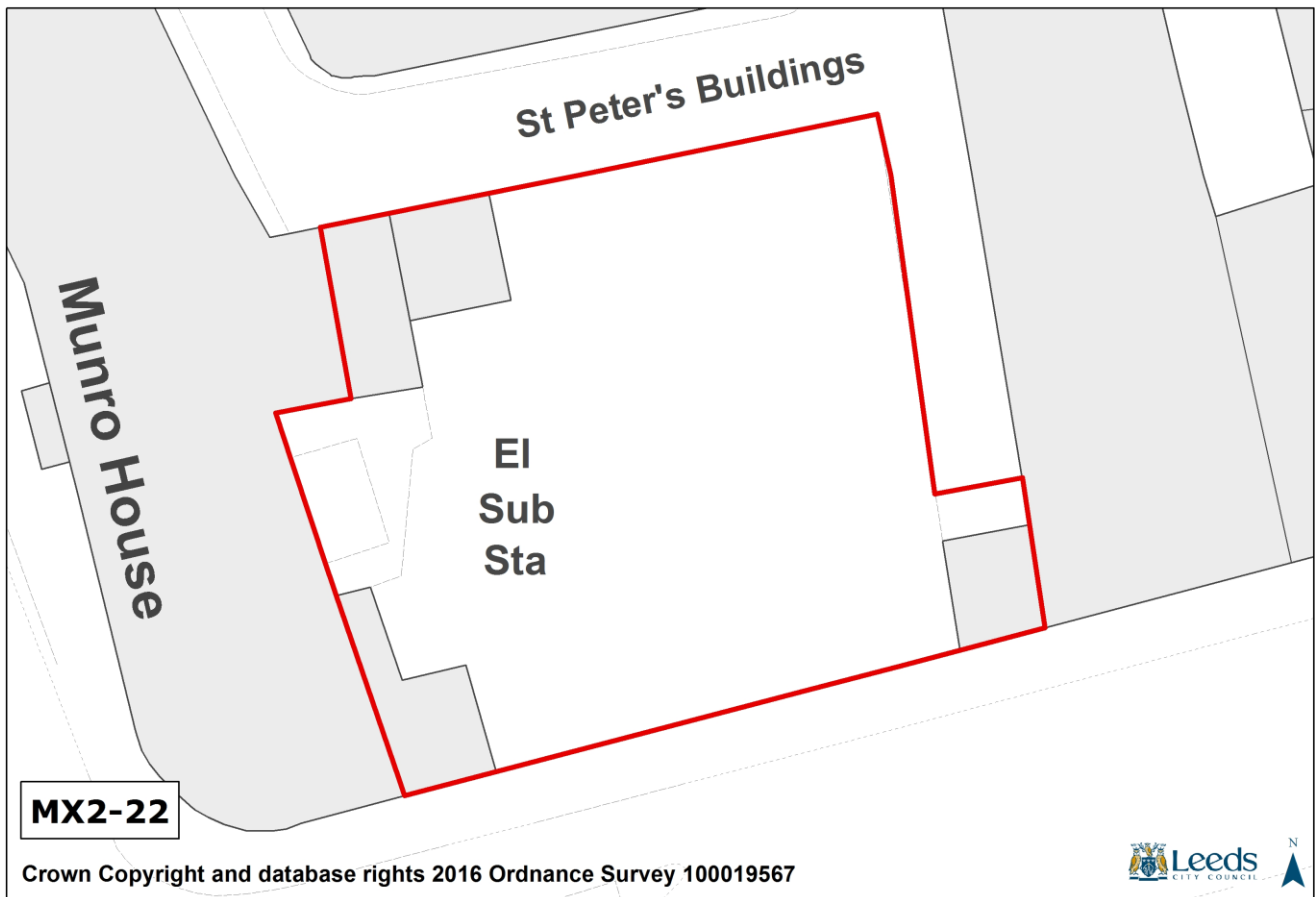 St Peter's Buildings
Munro House
El
Sub
Sta
MX2-22
Crown Copyright and database rights 2016 Ordnance Survey 100019567
Leeds
CITY COUNCIL
N